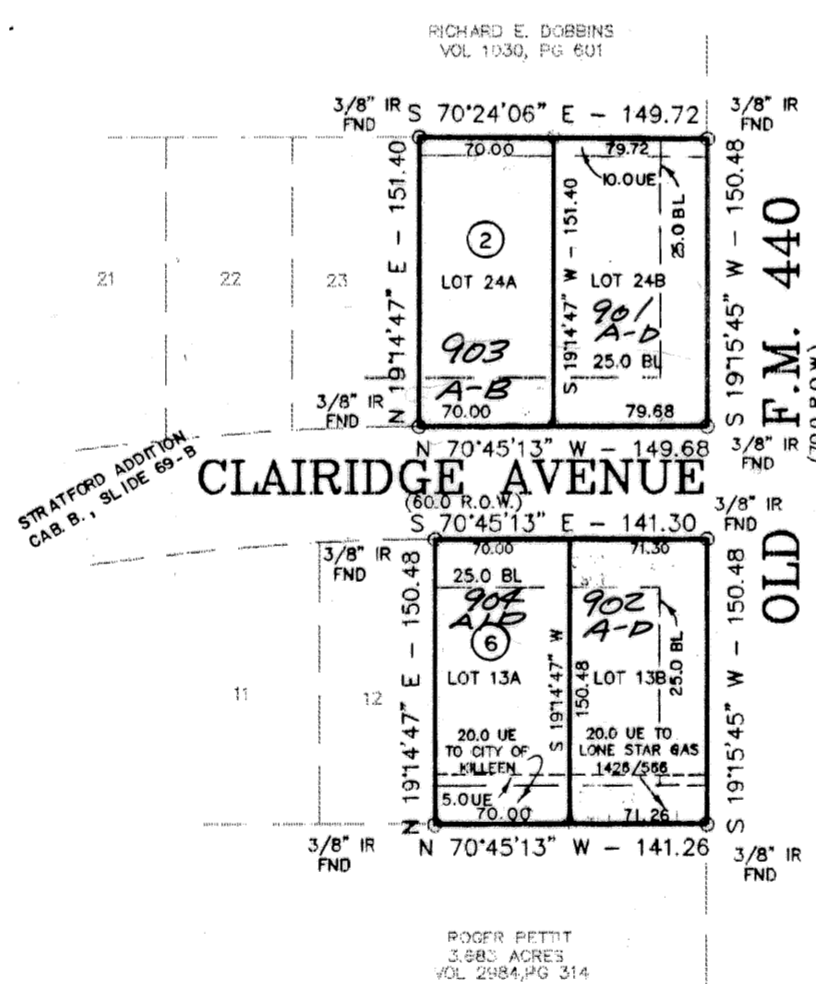 RICHARD E. DOBBINS
VOL 1030, PG 601
3/8" IR
FND
S 70°24'06" E - 149.72
3/8" IR
FND
70.00
79.72
10.0UE
25.0 BL
N 19°14'47" E - 151.40
S 19°14'47" W - 151.40
S 19°15'45" W - 150.48
2
21
22
23
LOT 24A
LOT 24B
901
A-D
903
A-B
25.0 BL
70.00
79.68
3/8" IR
FND
N 70°45'13" W - 149.68
3/8" IR
FND
OLD F.M. 440
STRATFORD ADDITION
CAB. B., SLIDE 69-B
CLAIRIDGE AVENUE
(60.0 R.O.W.)
S 70°45'13" E - 141.30
3/8" IR
FND
3/8" IR
FND
70.00
71.30
25.0 BL
904
902
A-D
25.0 BL
N 19°14'47" E - 150.48
S 19°14'47" W
150.48
S 19°15'45" W - 150.48
6
11
12
LOT 13A
LOT 13B
20.0 UE
TO CITY OF
KILLEEN
20.0 UE TO
LONE STAR GAS
1426/566
5.0UE
70.00
71.26
3/8" IR
FND
N 70°45'13" W - 141.26
3/8" IR
FND
ROGER PETTIT
3.683 ACRES
VOL 2984,PG 314